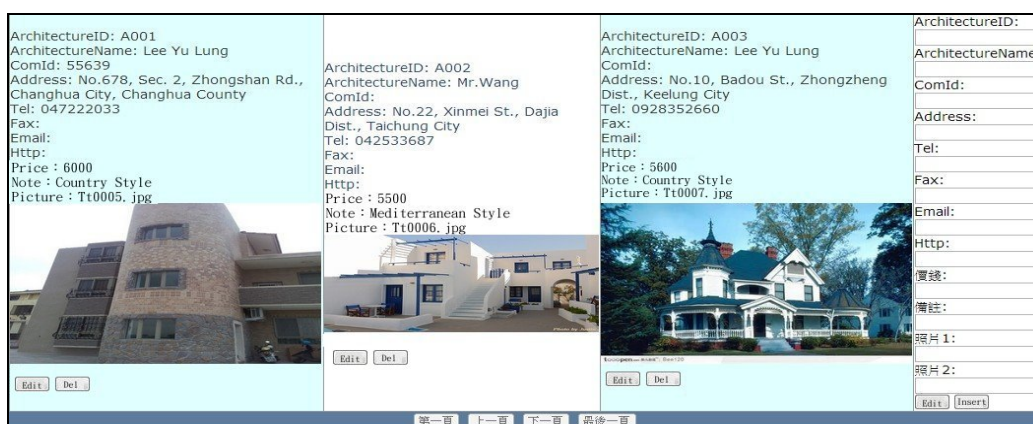 ArchitectureID: A001
ArchitectureName: Lee Yu Lung
ComId: 55639
Address: No.678, Sec. 2, Zhongshan Rd.,
Changhua City, Changhua County
Tel: 047222033
Fax:
Email:
Http:
Price：6000
Note：Country Style
Picture：Tt0005.jpg
Edit Del
ArchitectureID: A002
ArchitectureName: Mr.Wang
ComId:
Address: No.22, Xinmei St., Dajia
Dist., Taichung City
Tel: 042533687
Fax:
Email:
Http:
Price：5500
Note：Mediterranean Style
Picture：Tt0006.jpg
Edit Del
ArchitectureID: A003
ArchitectureName: Lee Yu Lung
ComId:
Address: No.10, Badou St., Zhongzheng
Dist., Keelung City
Tel: 0928352660
Fax:
Email:
Http:
Price：5600
Note：Country Style
Picture：Tt0007.jpg
Edit Del
ArchitectureID:
ArchitectureName
ComId:
Address:
Tel:
Fax:
Email:
Http:
價錢:
備註:
照片1:
照片2:
Edit Insert
第一頁 上一頁 下一頁 最後一頁